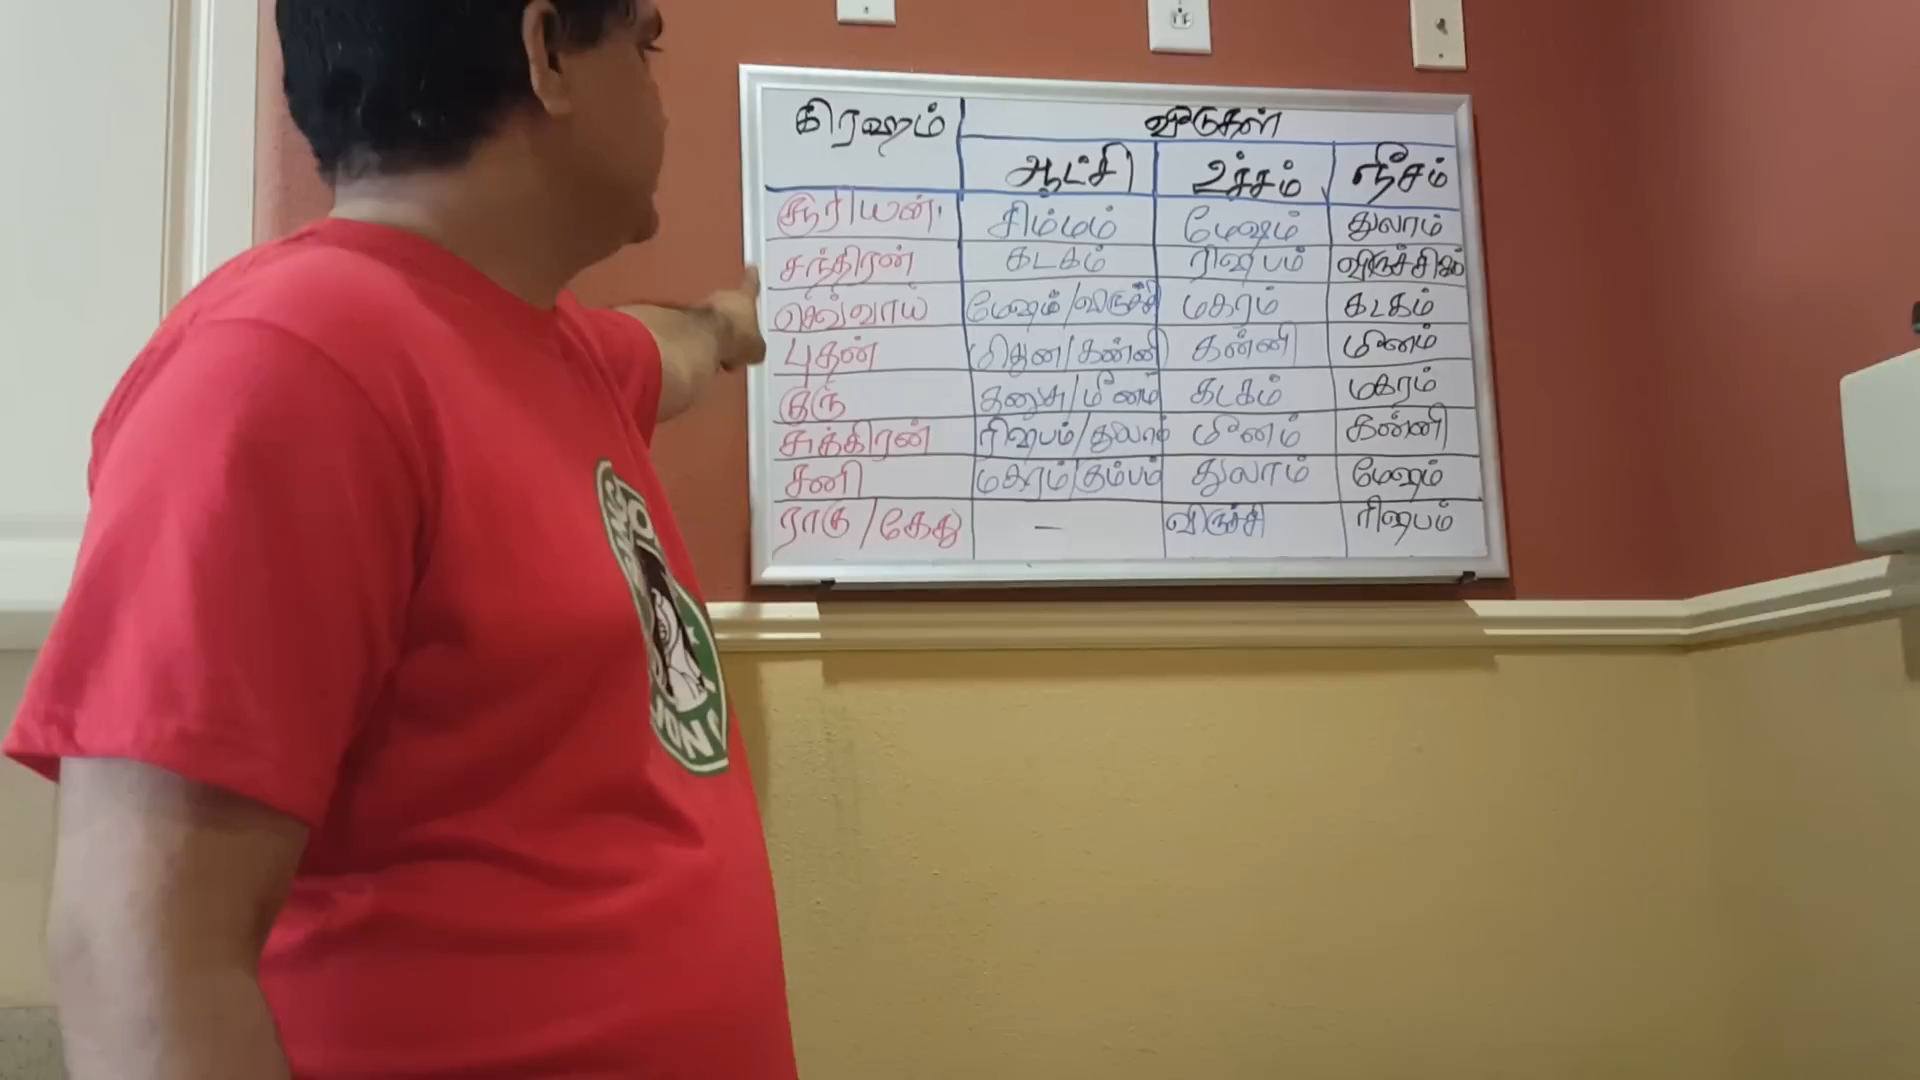 கிரஹம் வீடுகள்
ஆட்சி உச்சம் நீசம்
சூரியன் சிம்மம் மேஷம் துலாம்
சந்திரன் கடகம் ரிஷபம் விருச்சிகம்
செவ்வாய் மேஷம்/விருச்சி மகரம் கடகம்
புதன் மிதுன/கன்னி கன்னி மீனம்
குரு தனுசு/மீனம் கடகம் மகரம்
சுக்கிரன் ரிஷபம்/துலாம் மீனம் கன்னி
சனி மகரம்/கும்பம் துலாம் மேஷம்
ராகு/கேது - விருச்சி ரிஷபம்